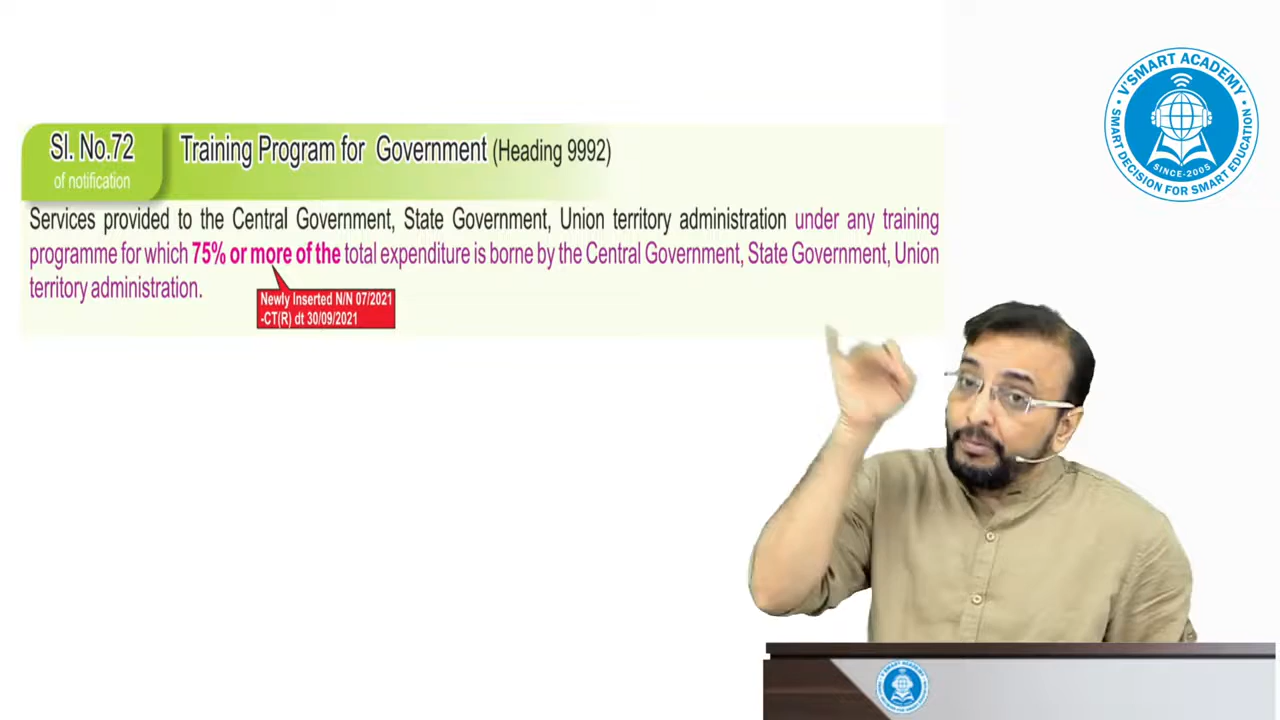 Sl. No.72
of notification
Training Program for Government (Heading 9992)
Services provided to the Central Government, State Government, Union territory administration under any training
programme for which 75% or more of the total expenditure is borne by the Central Government, State Government, Union
territory administration.
Newly Inserted N/N 07/2021
-CT(R) dt 30/09/2021
V'SMART ACADEMY
SINCE-2005
SMART DECISION FOR SMART EDUCATION